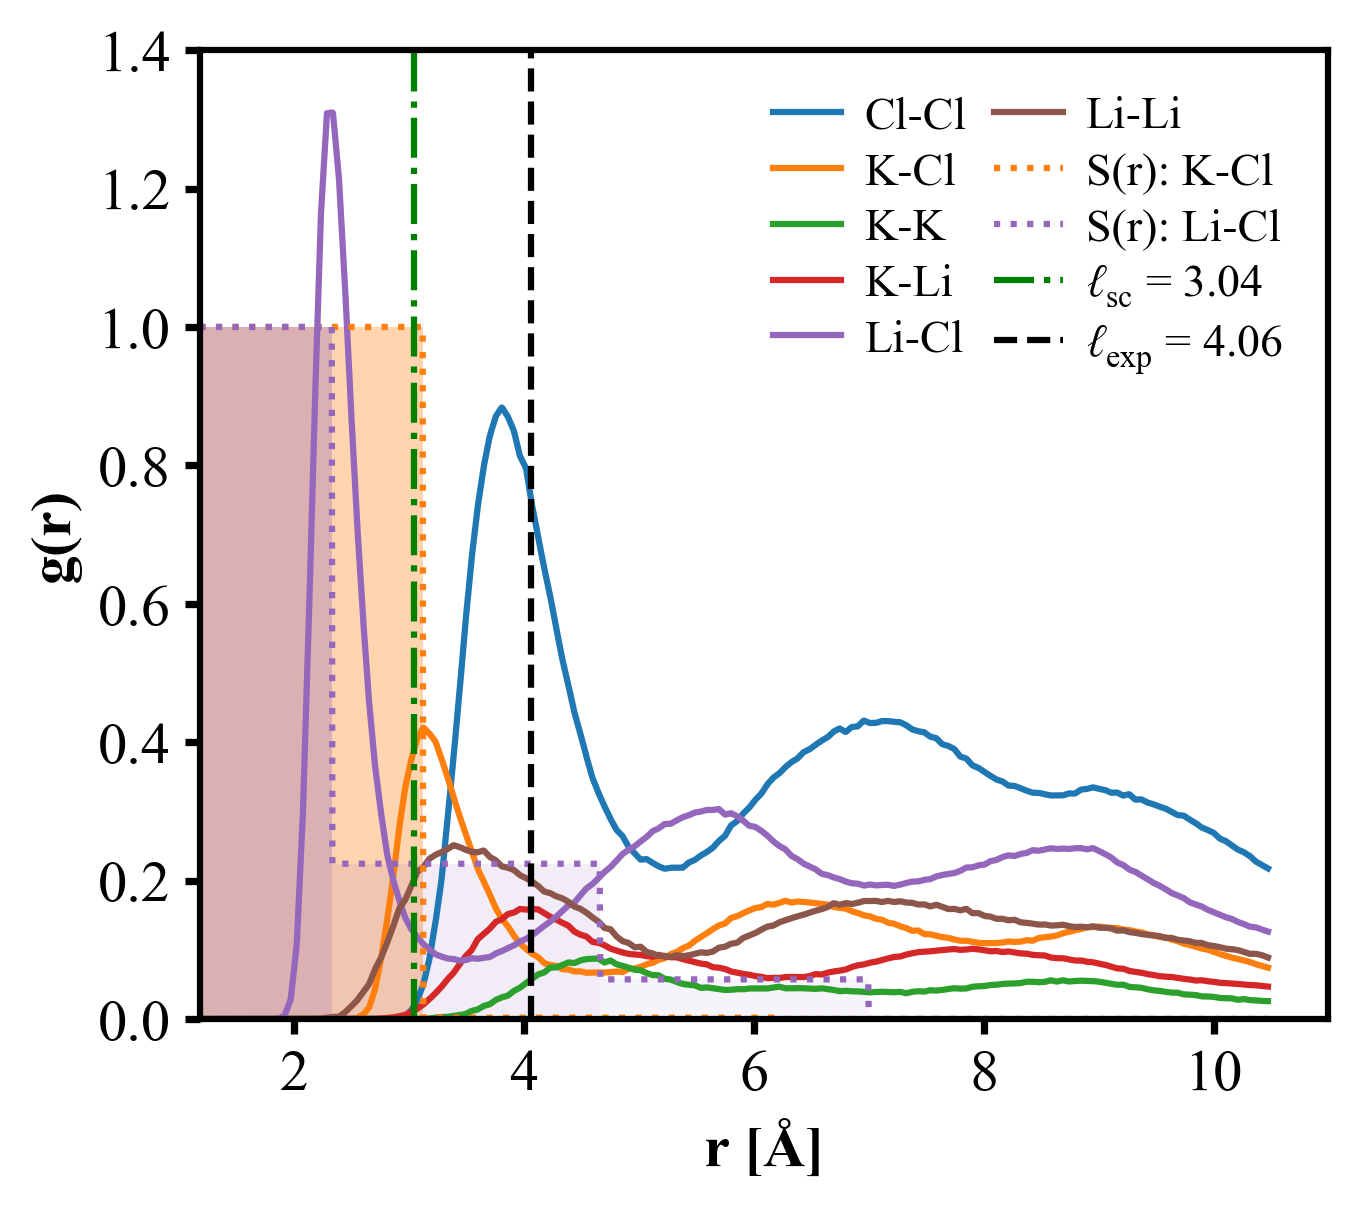 1.4
1.2
1.0
0.8
0.6
0.4
0.2
0.0
g(r)
2 4 6 8 10
r [Å]
Cl-Cl
K-Cl
K-K
K-Li
Li-Cl
Li-Li
S(r): K-Cl
S(r): Li-Cl
ℓsc = 3.04
ℓexp = 4.06